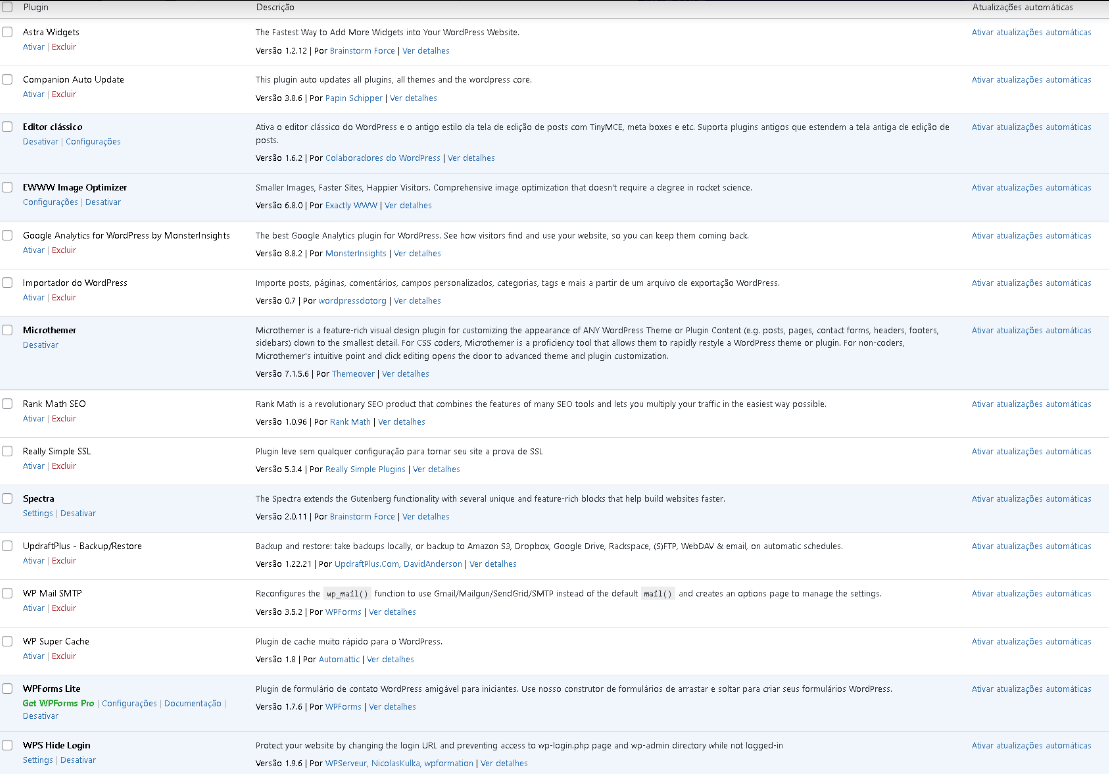 Plugin Descrição Atualizações automáticas
Astra Widgets The Fastest Way to Add More Widgets into Your WordPress Website. Ativar atualizações automáticas
Ativar | Excluir
Versão 1.2.12 | Por Brainstorm Force | Ver detalhes
Companion Auto Update This plugin auto updates all plugins, all themes and the wordpress core. Ativar atualizações automáticas
Ativar | Excluir
Versão 3.8.6 | Por Papin Schipper | Ver detalhes
Editor clássico Ativa o editor clássico do WordPress e o antigo estilo da tela de edição de posts com TinyMCE, meta boxes e etc. Suporta plugins antigos que estendem a tela antiga de edição de Ativar atualizações automáticas
Desativar | Configurações posts.
Versão 1.6.2 | Por Colaboradores do WordPress | Ver detalhes
EWWW Image Optimizer Smaller Images, Faster Sites, Happier Visitors. Comprehensive image optimization that doesn't require a degree in rocket science. Ativar atualizações automáticas
Configurações | Desativar
Versão 6.8.0 | Por Exactly WWW | Ver detalhes
Google Analytics for WordPress by MonsterInsights The best Google Analytics plugin for WordPress. See how visitors find and use your website, so you can keep them coming back. Ativar atualizações automáticas
Ativar | Excluir
Versão 8.8.2 | Por MonsterInsights | Ver detalhes
Importador do WordPress Importe posts, páginas, comentários, campos personalizados, categorias, tags e mais a partir de um arquivo de exportação WordPress. Ativar atualizações automáticas
Ativar | Excluir
Versão 0.7 | Por wordpressdotorg | Ver detalhes
Microthemer Microthemer is a feature-rich visual design plugin for customizing the appearance of ANY WordPress Theme or Plugin Content (e.g. posts, pages, contact forms, headers, footers, Ativar atualizações automáticas
Desativar sidebars) down to the smallest detail. For CSS coders, Microthemer is a proficiency tool that allows them to rapidly restyle a WordPress theme or plugin. For non-coders,
Microthemer's intuitive point and click editing opens the door to advanced theme and plugin customization.
Versão 7.1.5.6 | Por Themeover | Ver detalhes
Rank Math SEO Rank Math is a revolutionary SEO product that combines the features of many SEO tools and lets you multiply your traffic in the easiest way possible. Ativar atualizações automáticas
Ativar | Excluir
Versão 1.0.96 | Por Rank Math | Ver detalhes
Really Simple SSL Plugin leve sem qualquer configuração para tornar seu site a prova de SSL Ativar atualizações automáticas
Ativar | Excluir
Versão 5.3.4 | Por Really Simple Plugins | Ver detalhes
Spectra The Spectra extends the Gutenberg functionality with several unique and feature-rich blocks that help build websites faster. Ativar atualizações automáticas
Settings | Desativar
Versão 2.0.11 | Por Brainstorm Force | Ver detalhes
UpdraftPlus - Backup/Restore Backup and restore: take backups locally, or backup to Amazon S3, Dropbox, Google Drive, Rackspace, (S)FTP, WebDAV & email, on automatic schedules. Ativar atualizações automáticas
Ativar | Excluir
Versão 1.22.21 | Por UpdraftPlus.Com, DavidAnderson | Ver detalhes
WP Mail SMTP Reconfigures the wp_mail() function to use Gmail/Mailgun/SendGrid/SMTP instead of the default mail() and creates an options page to manage the settings. Ativar atualizações automáticas
Ativar | Excluir
Versão 3.5.2 | Por WPForms | Ver detalhes
WP Super Cache Plugin de cache muito rápido para o WordPress. Ativar atualizações automáticas
Ativar | Excluir
Versão 1.8 | Por Automattic | Ver detalhes
WPForms Lite Plugin de formulário de contato WordPress amigável para iniciantes. Use nosso construtor de formulários de arrastar e soltar para criar seus formulários WordPress. Ativar atualizações automáticas
Get WPForms Pro | Configurações | Documentação |
Versão 1.7.6 | Por WPForms | Ver detalhes
Desativar
WPS Hide Login Protect your website by changing the login URL and preventing access to wp-login.php page and wp-admin directory while not logged-in Ativar atualizações automáticas
Settings | Desativar
Versão 1.9.6 | Por WPServeur, NicolasKulka, wpformation | Ver detalhes